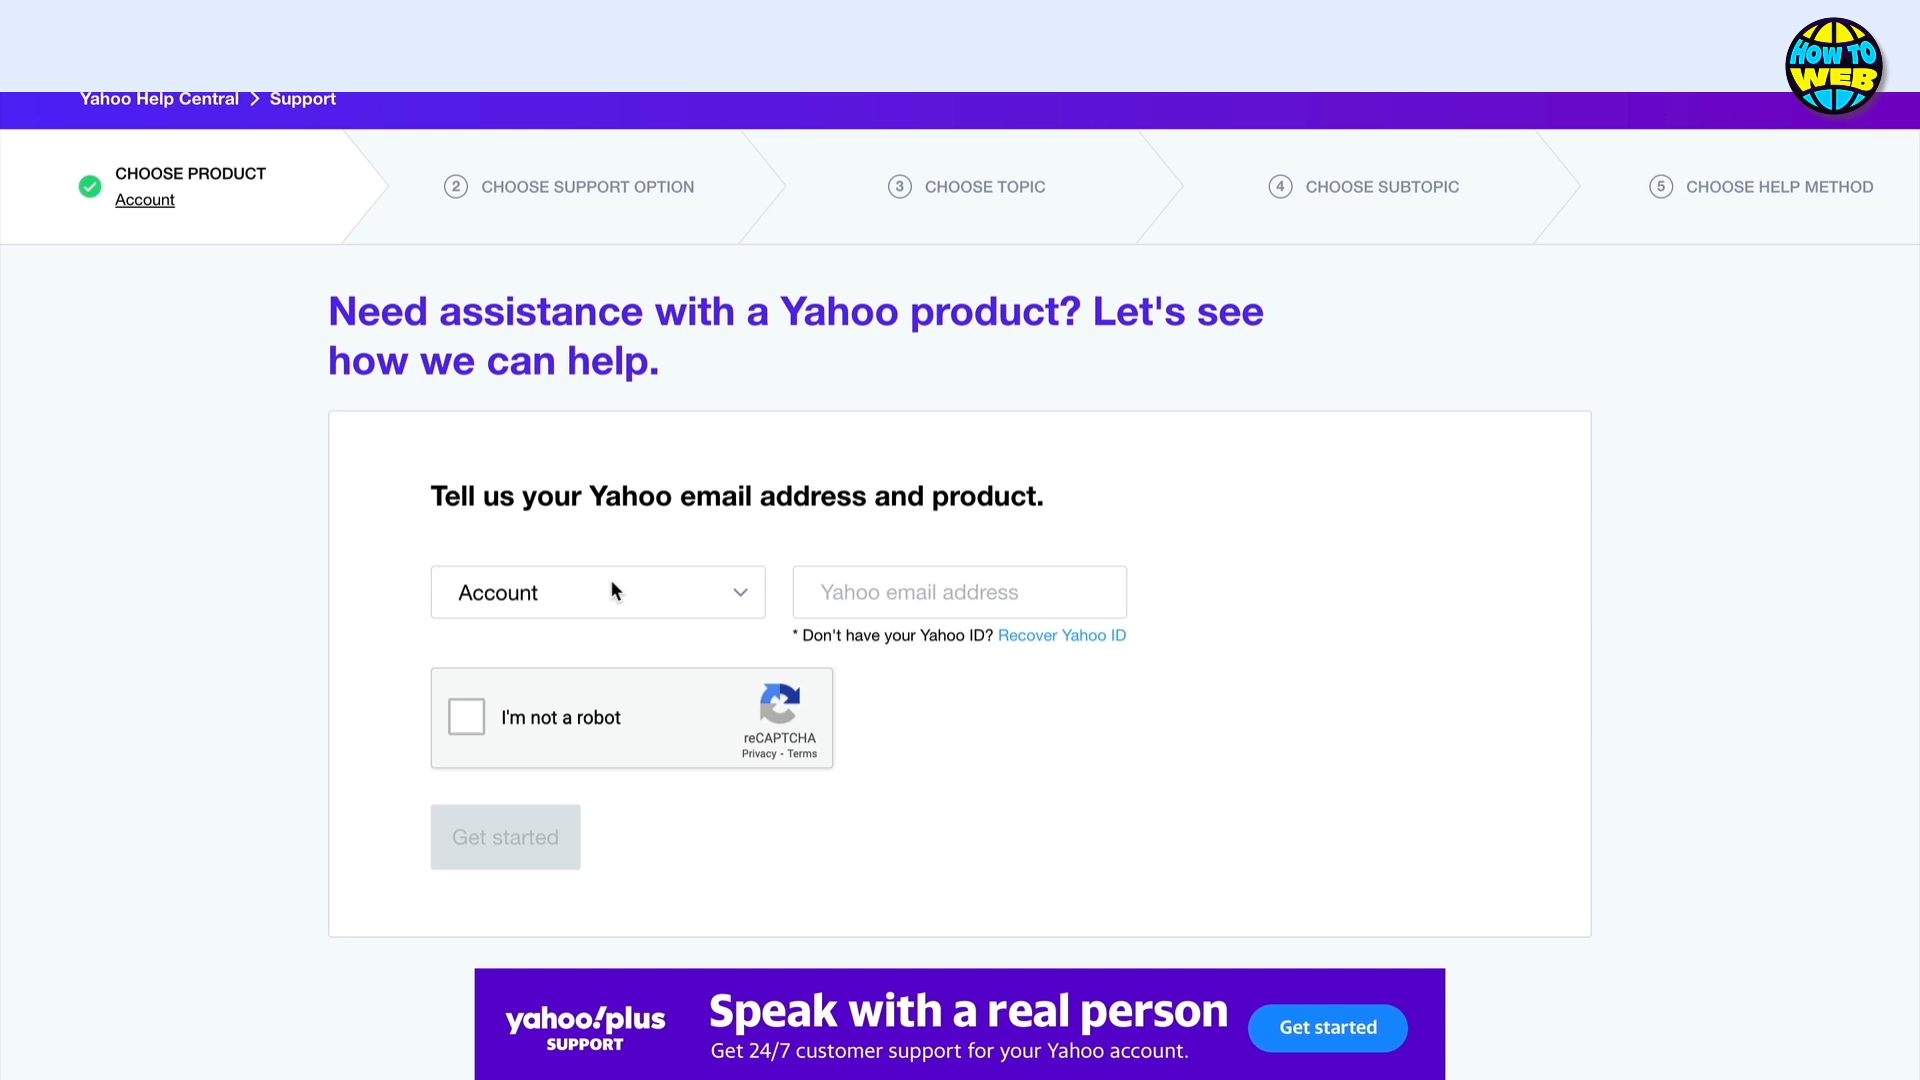 HOW TO
WEB
Yahoo Help Central > Support
CHOOSE PRODUCT
Account
2 CHOOSE SUPPORT OPTION
3 CHOOSE TOPIC
4 CHOOSE SUBTOPIC
5 CHOOSE HELP METHOD
Need assistance with a Yahoo product? Let's see
how we can help.
Tell us your Yahoo email address and product.
Account
Yahoo email address
* Don't have your Yahoo ID? Recover Yahoo ID
I'm not a robot
reCAPTCHA
Privacy - Terms
Get started
yahoo!plus
SUPPORT
Speak with a real person
Get 24/7 customer support for your Yahoo account.
Get started